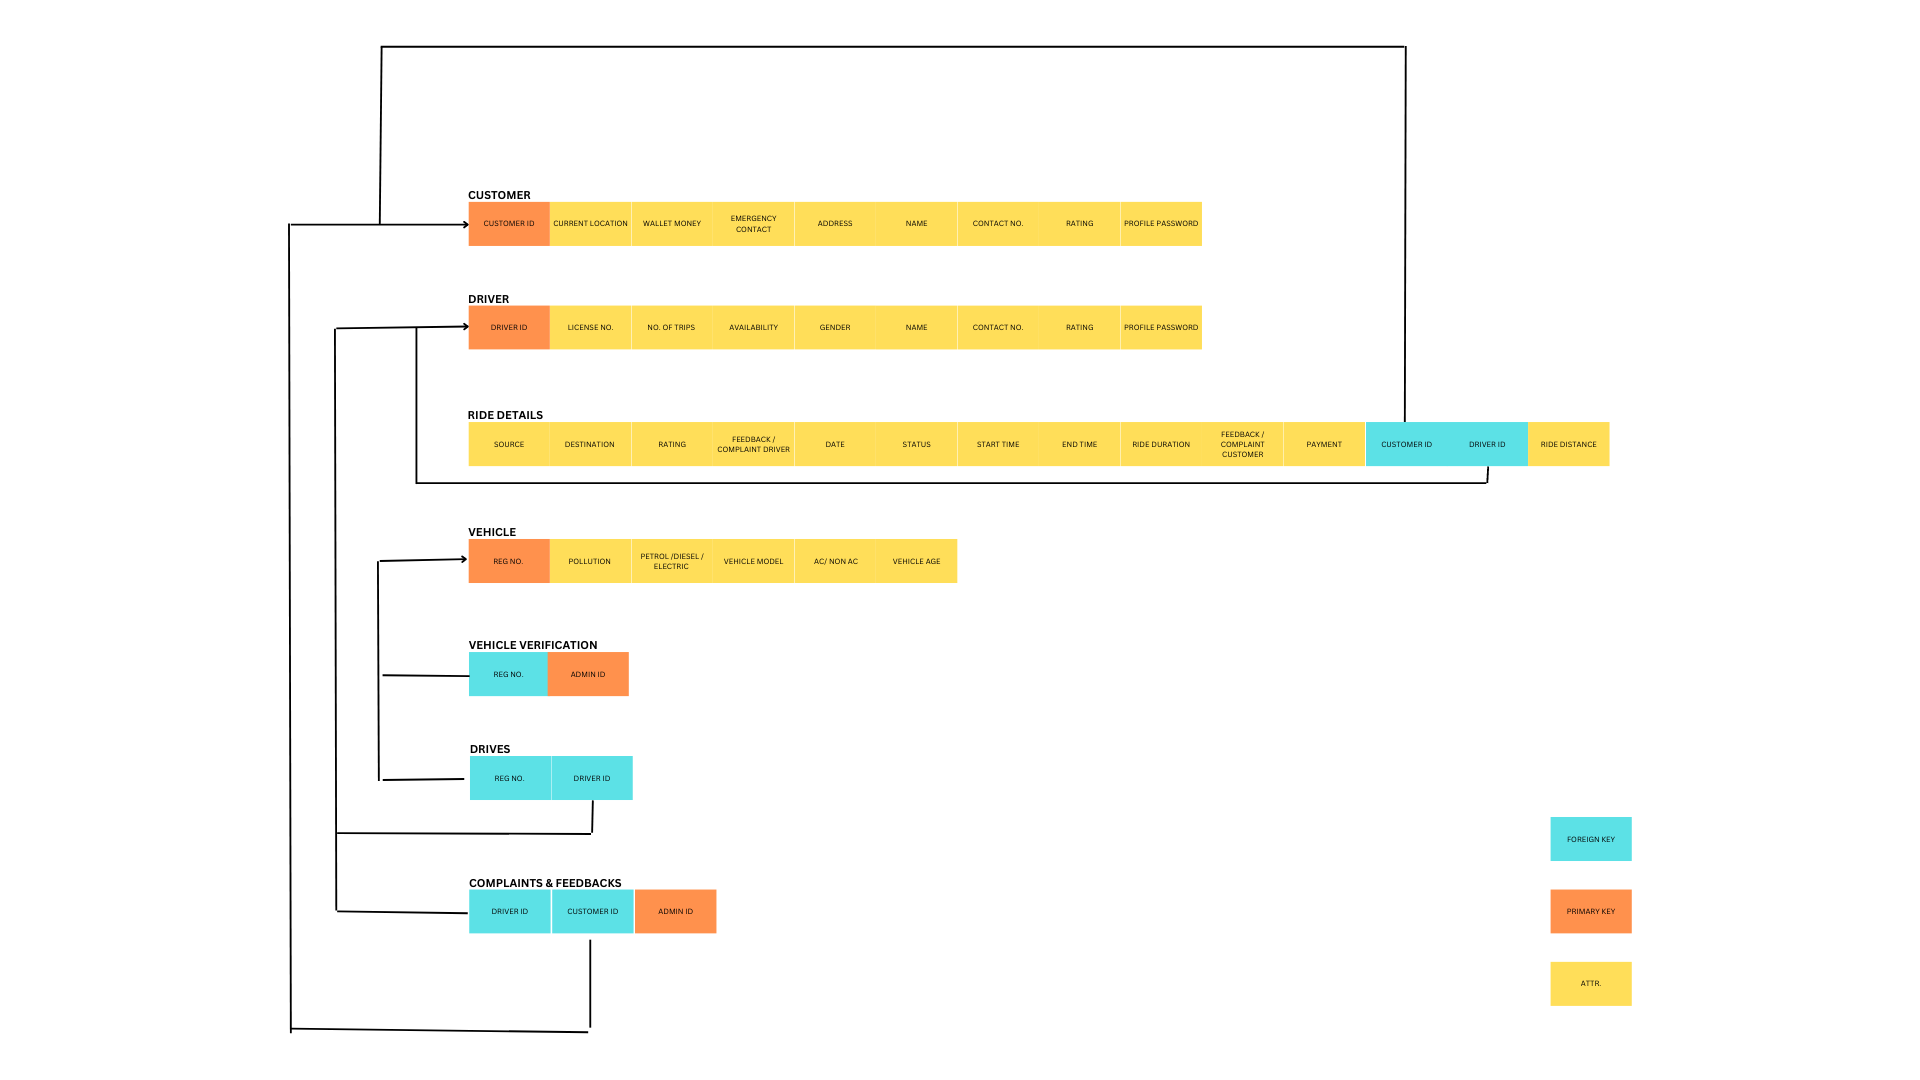 CUSTOMER
CUSTOMER ID
CURRENT LOCATION
WALLET MONEY
EMERGENCY
CONTACT
ADDRESS
NAME
CONTACT NO.
RATING
PROFILE PASSWORD
DRIVER
DRIVER ID
LICENSE NO.
NO. OF TRIPS
AVAILABILITY
GENDER
NAME
CONTACT NO.
RATING
PROFILE PASSWORD
RIDE DETAILS
SOURCE
DESTINATION
RATING
FEEDBACK /
COMPLAINT DRIVER
DATE
STATUS
START TIME
END TIME
RIDE DURATION
FEEDBACK /
COMPLAINT
CUSTOMER
PAYMENT
CUSTOMER ID
DRIVER ID
RIDE DISTANCE
VEHICLE
REG NO.
POLLUTION
PETROL /DIESEL /
ELECTRIC
VEHICLE MODEL
AC/ NON AC
VEHICLE AGE
VEHICLE VERIFICATION
REG NO.
ADMIN ID
DRIVES
REG NO.
DRIVER ID
COMPLAINTS & FEEDBACKS
DRIVER ID
CUSTOMER ID
ADMIN ID
FOREIGN KEY
PRIMARY KEY
ATTR.